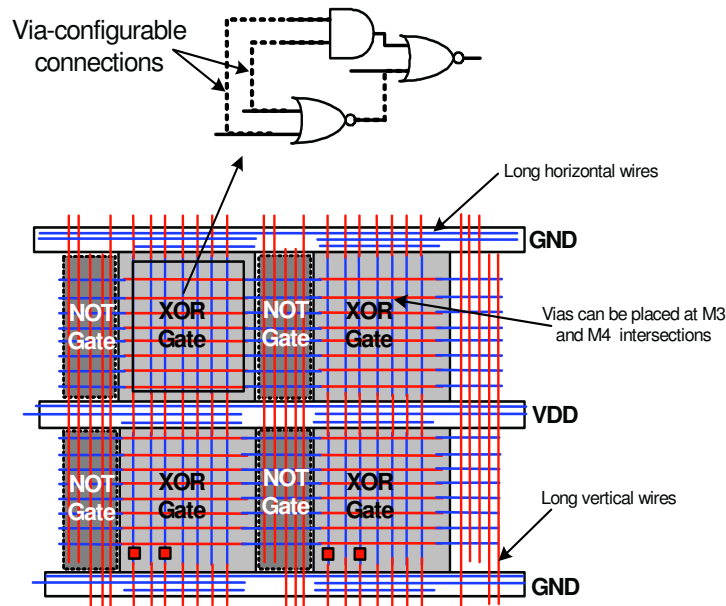 Via-configurable
connections
Long horizontal wires
GND
NOT
Gate
XOR
Gate
NOT
Gate
XOR
Gate
Vias can be placed at M3
and M4 intersections
VDD
NOT
Gate
XOR
Gate
NOT
Gate
XOR
Gate
Long vertical wires
GND